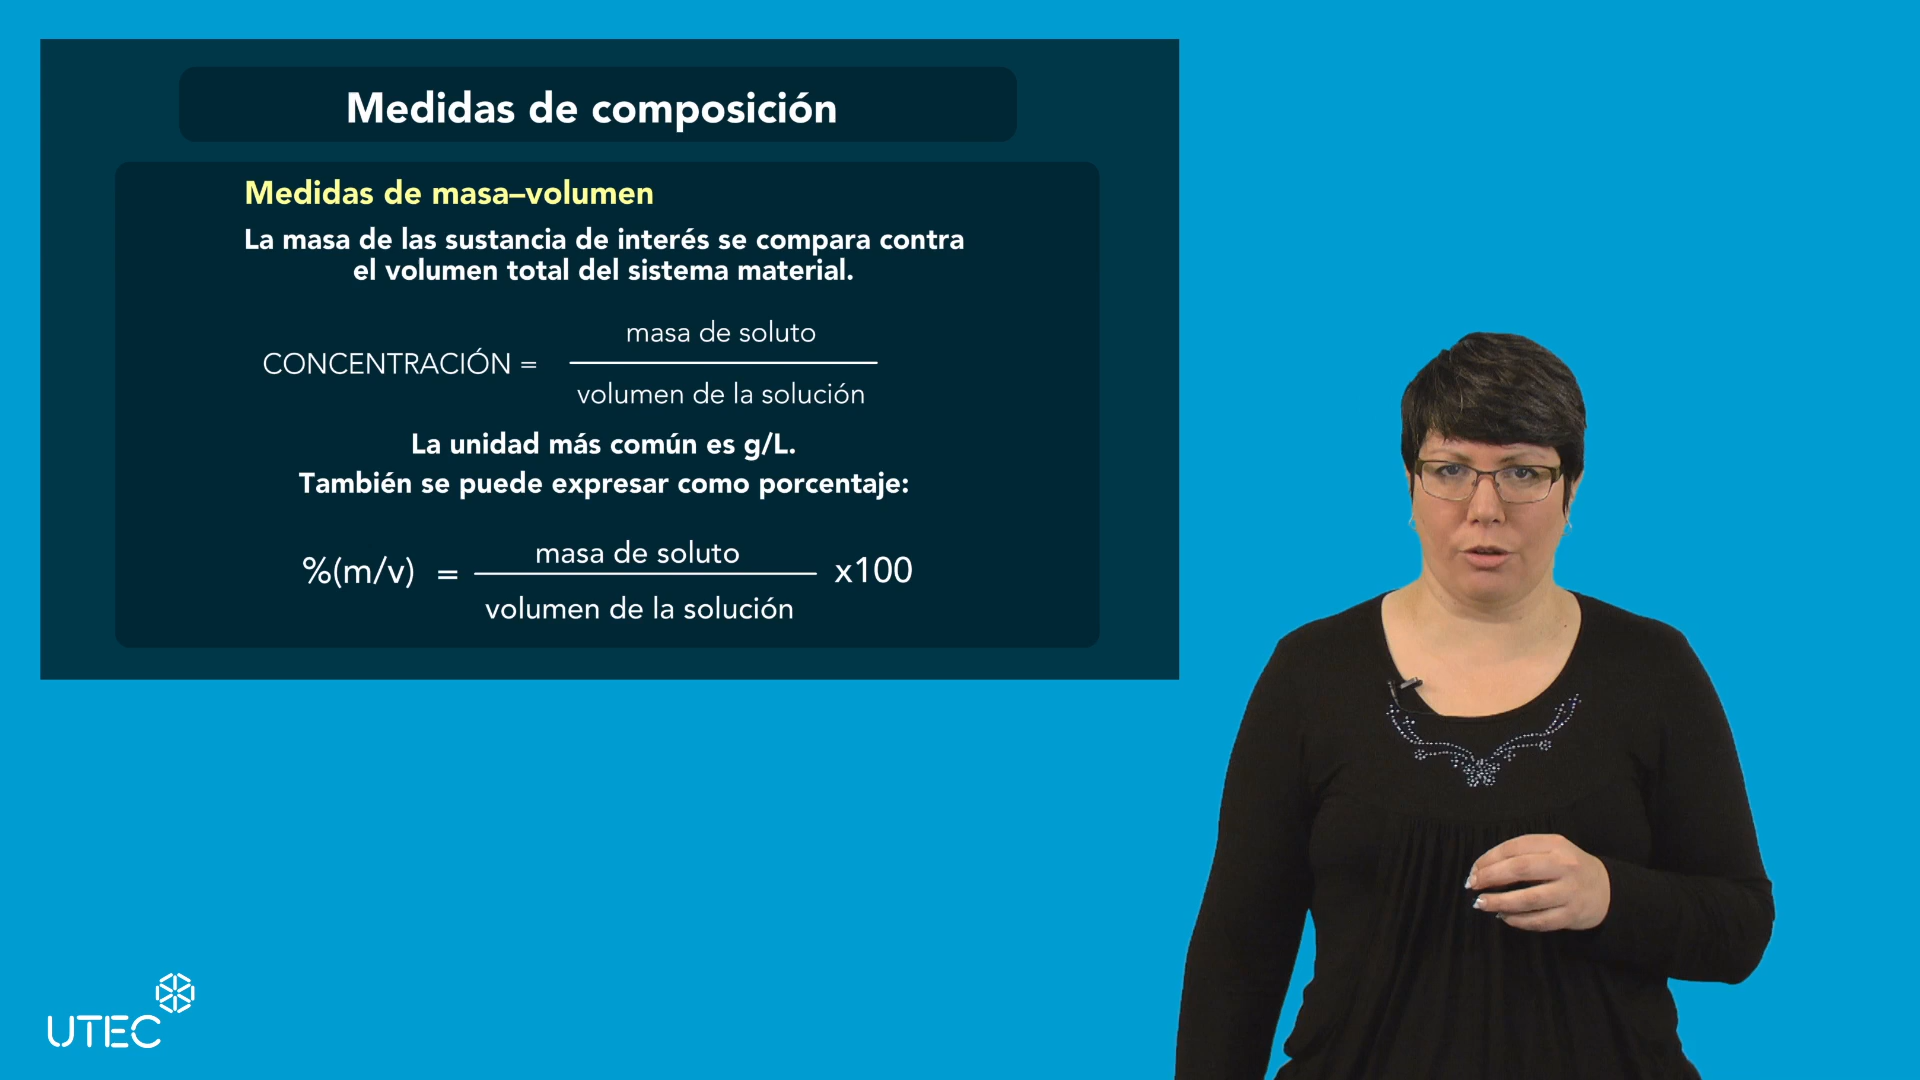 Medidas de composición
Medidas de masa–volumen
La masa de las sustancia de interés se compara contra
el volumen total del sistema material.
masa de soluto
CONCENTRACIÓN =
volumen de la solución
La unidad más común es g/L.
También se puede expresar como porcentaje:
masa de soluto
%(m/v) = x100
volumen de la solución
UTEC